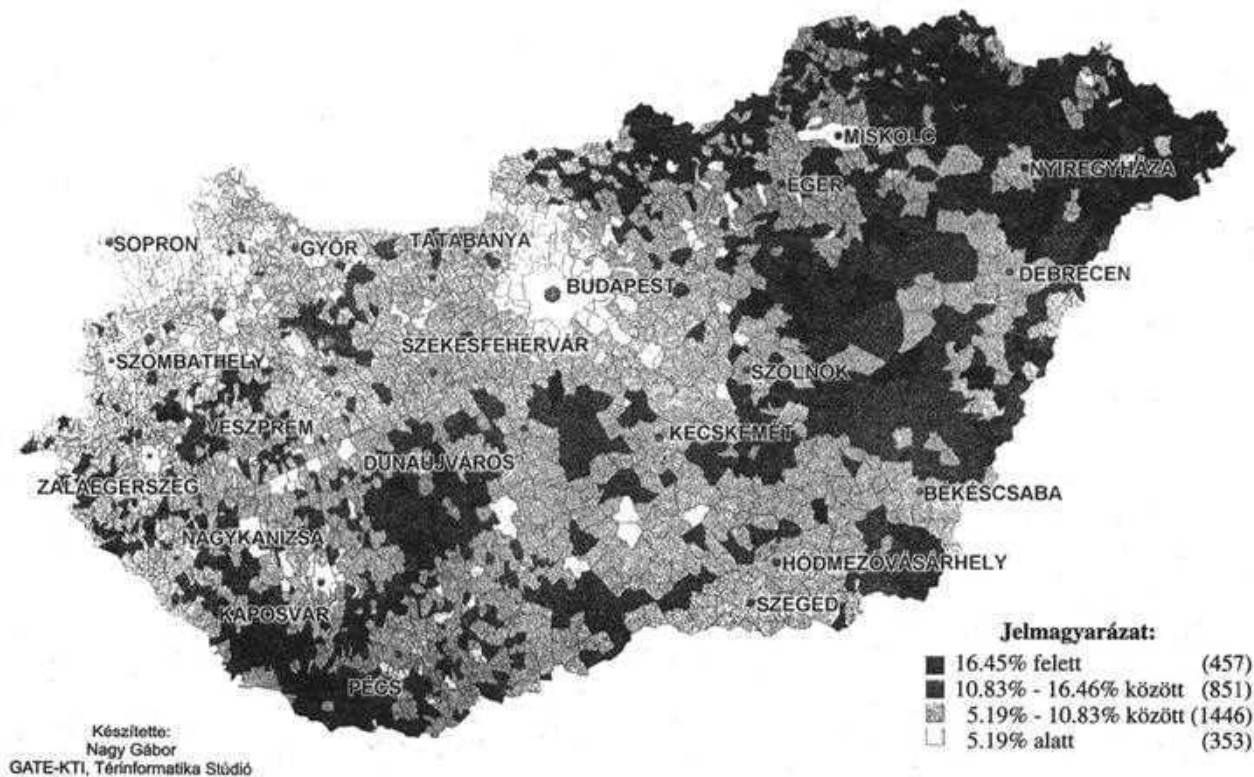 MISKOLC
NYÍREGYHÁZA
EGER
SOPRON
GYŐR
TATABÁNYA
DEBRECEN
BUDAPEST
SZÉKESFEHÉRVÁR
SZOMBATHELY
SZOLNOK
VESZPRÉM
KECSKEMÉT
DUNAÚJVÁROS
ZALAEGERSZEG
BÉKÉSCSABA
NAGYKANIZSA
HÓDMEZŐVÁSÁRHELY
KAPOSVÁR
SZEGED
PÉCS
Jelmagyarázat:
16.45% felett (457)
10.83% - 16.46% között (851)
5.19% - 10.83% között (1446)
5.19% alatt (353)
Készítette:
Nagy Gábor
GATE-KTI, Térinformatika Stúdió